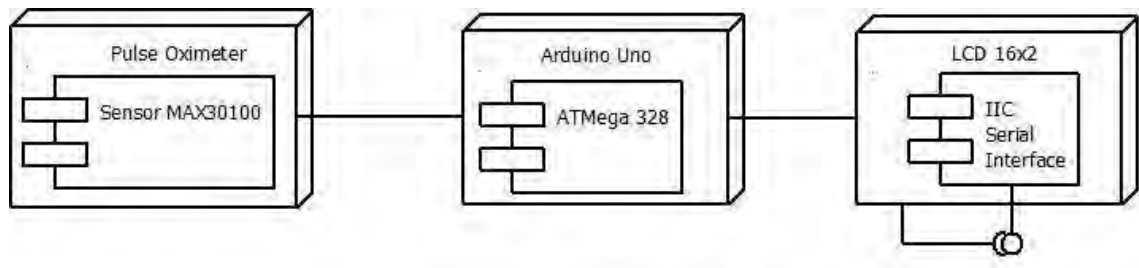 Pulse Oximeter
Sensor MAX30100
Arduino Uno
ATMega 328
LCD 16x2
IIC
Serial
Interface